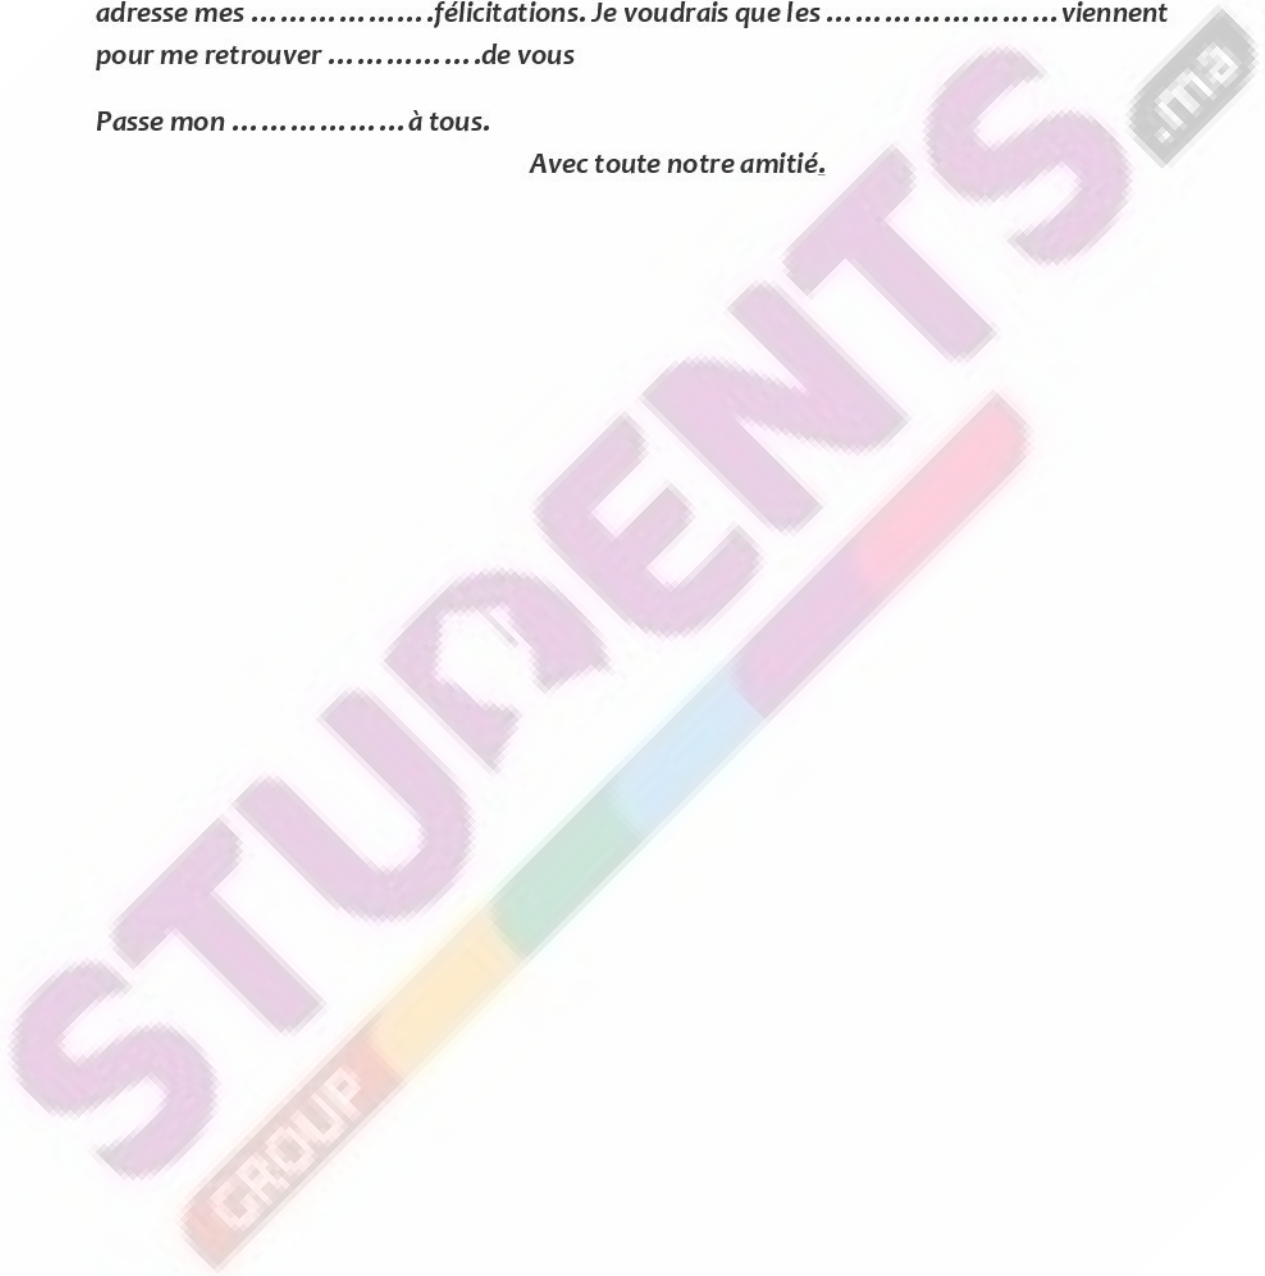 adresse mes ……………….félicitations. Je voudrais que les ……………………viennent
pour me retrouver …………….de vous
Passe mon ………………à tous.
Avec toute notre amitié.
STUDENTS
.ma
GROUP